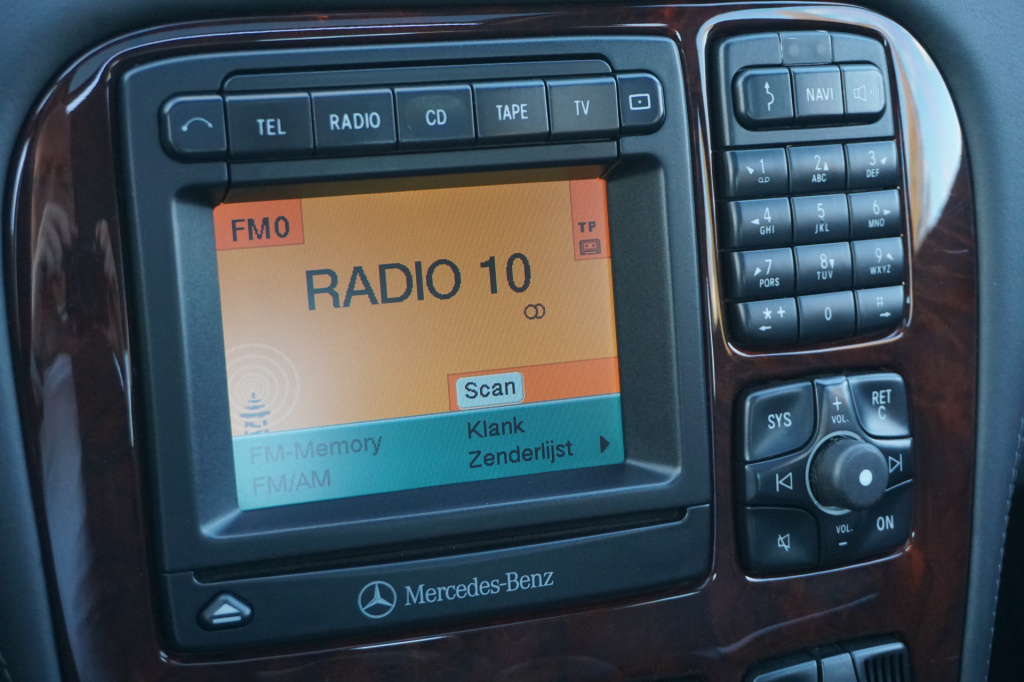 TEL RADIO CD TAPE TV
FM0
TP
RADIO 10
Scan
FM-Memory Klank
FM/AM Zenderlijst
Mercedes-Benz
NAVI
1 2 ABC 3 DEF
4 GHI 5 JKL 6 MNO
7 PQRS 8 TUV 9 WXYZ
* + 0 #
SYS + VOL. RET C
VOL. - ON